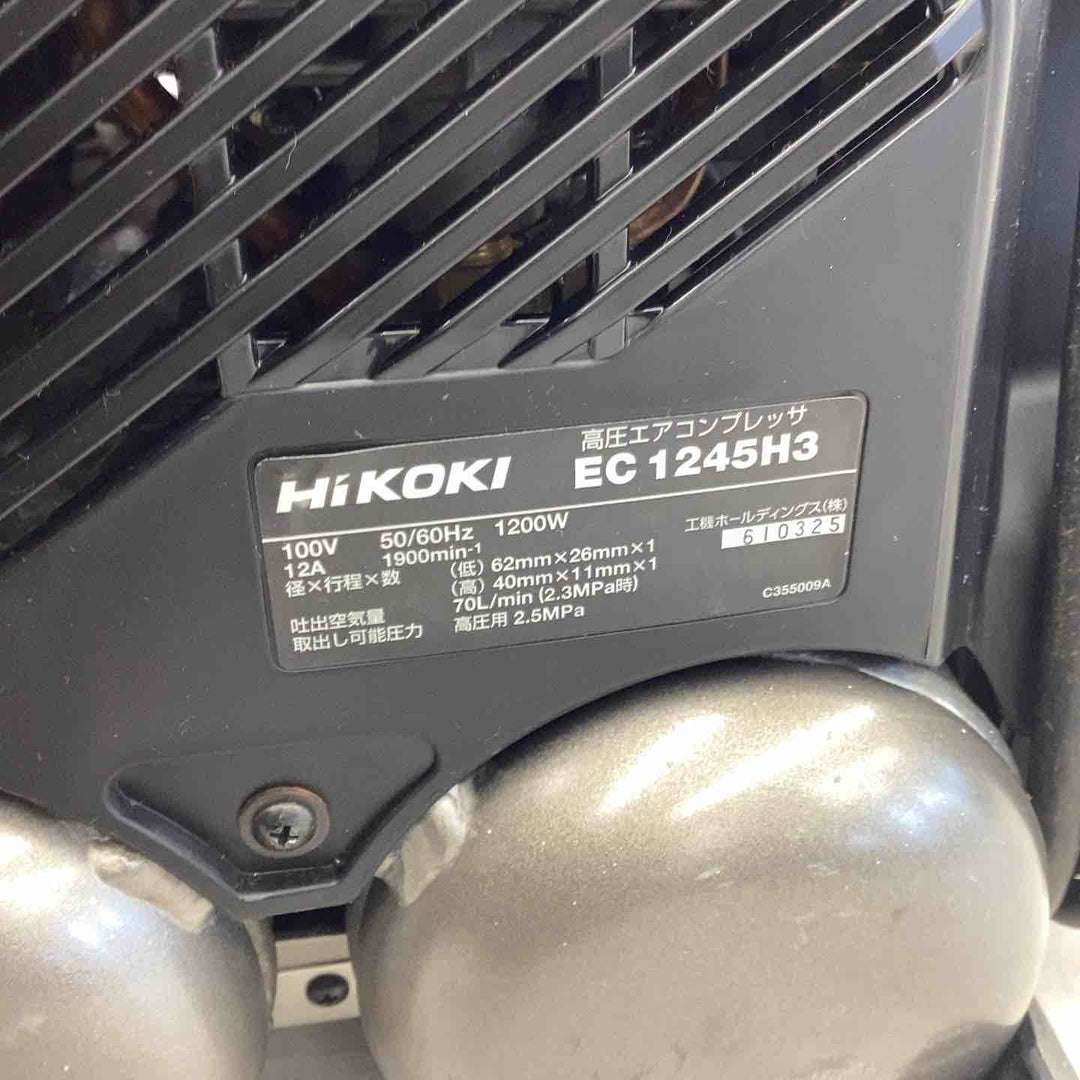 HiKOKI 高圧エアコンプレッサ
EC 1245H3
100V 50/60Hz 1200W 工機ホールディングス(株)
12A 1900min-1 610325
径×行程×数 (低) 62mm×26mm×1
(高) 40mm×11mm×1
吐出空気量 70L/min (2.3MPa時) C355009A
取出し可能圧力 高圧用 2.5MPa